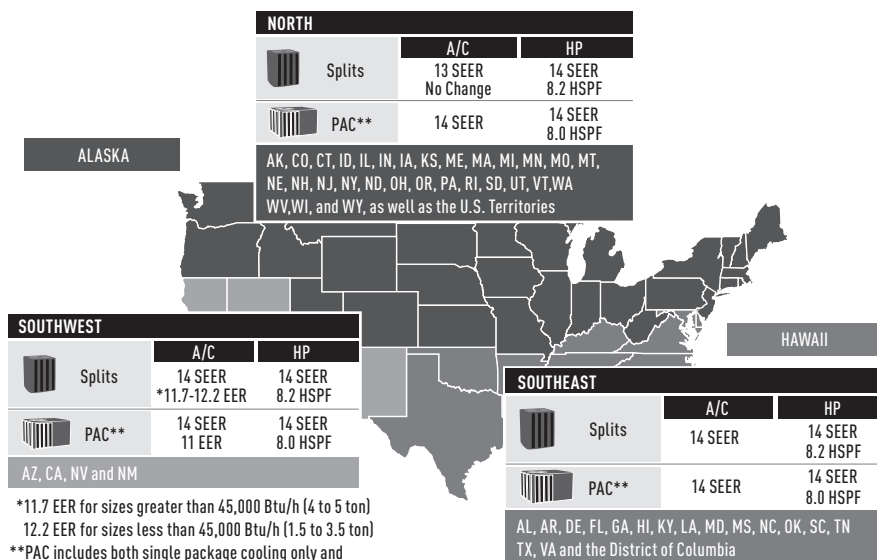 NORTH
A/C HP
Splits 13 SEER No Change 14 SEER 8.2 HSPF
PAC** 14 SEER 14 SEER 8.0 HSPF
AK, CO, CT, ID, IL, IN, IA, KS, ME, MA, MI, MN, MO, MT,
NE, NH, NJ, NY, ND, OH, OR, PA, RI, SD, UT, VT,WA
WV,WI, and WY, as well as the U.S. Territories
ALASKA
SOUTHWEST
A/C HP
Splits 14 SEER *11.7-12.2 EER 14 SEER 8.2 HSPF
PAC** 14 SEER 11 EER 14 SEER 8.0 HSPF
AZ, CA, NV and NM
*11.7 EER for sizes greater than 45,000 Btu/h (4 to 5 ton)
12.2 EER for sizes less than 45,000 Btu/h (1.5 to 3.5 ton)
**PAC includes both single package cooling only and
HAWAII
SOUTHEAST
A/C HP
Splits 14 SEER 14 SEER 8.2 HSPF
PAC** 14 SEER 14 SEER 8.0 HSPF
AL, AR, DE, FL, GA, HI, KY, LA, MD, MS, NC, OK, SC, TN
TX, VA and the District of Columbia